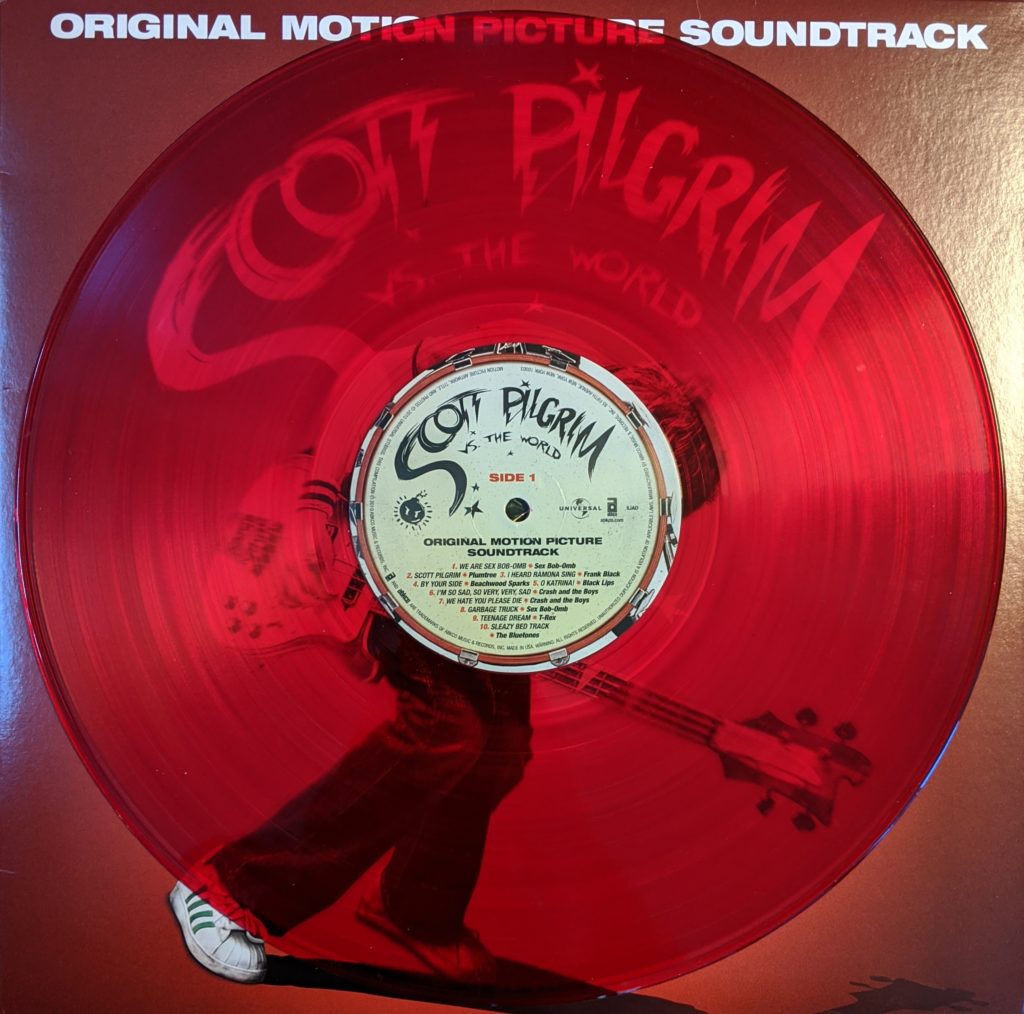 ORIGINAL MOTION PICTURE SOUNDTRACK
SCOTT PILGRIM
VS. THE WORLD
SCOTT PILGRIM
VS. THE WORLD
SIDE 1
UNIVERSAL
abkco.com
ORIGINAL MOTION PICTURE
SOUNDTRACK
1. WE ARE SEX BOB-OMB * Sex Bob-Omb
2. SCOTT PILGRIM * Plumtree 3. I HEARD RAMONA SING * Frank Black
4. BY YOUR SIDE * Beachwood Sparks 5. O KATRINA! * Black Lips
6. I'M SO SAD, SO VERY, VERY, SAD * Crash and the Boys
7. WE HATE YOU PLEASE DIE * Crash and the Boys
8. GARBAGE TRUCK * Sex Bob-Omb
9. TEENAGE DREAM * T-Rex
10. SLEAZY BED TRACK
* The Bluetones